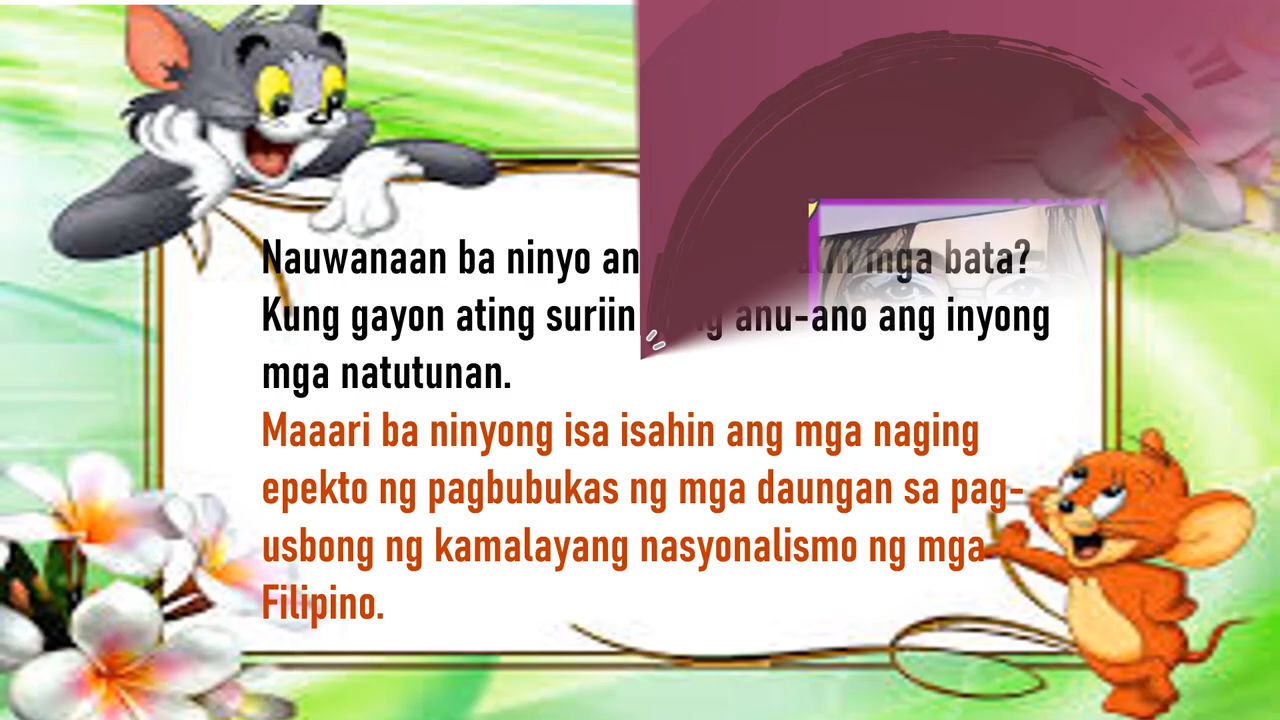 Nauwanaan ba ninyo mga bata?
Kung gayon ating suriin anu-ano ang inyong
mga natutunan.
Maaari ba ninyong isa isahin ang mga naging
epekto ng pagbubukas ng mga daungan sa pag-
usbong ng kamalayang nasyonalismo ng mga
Filipino.